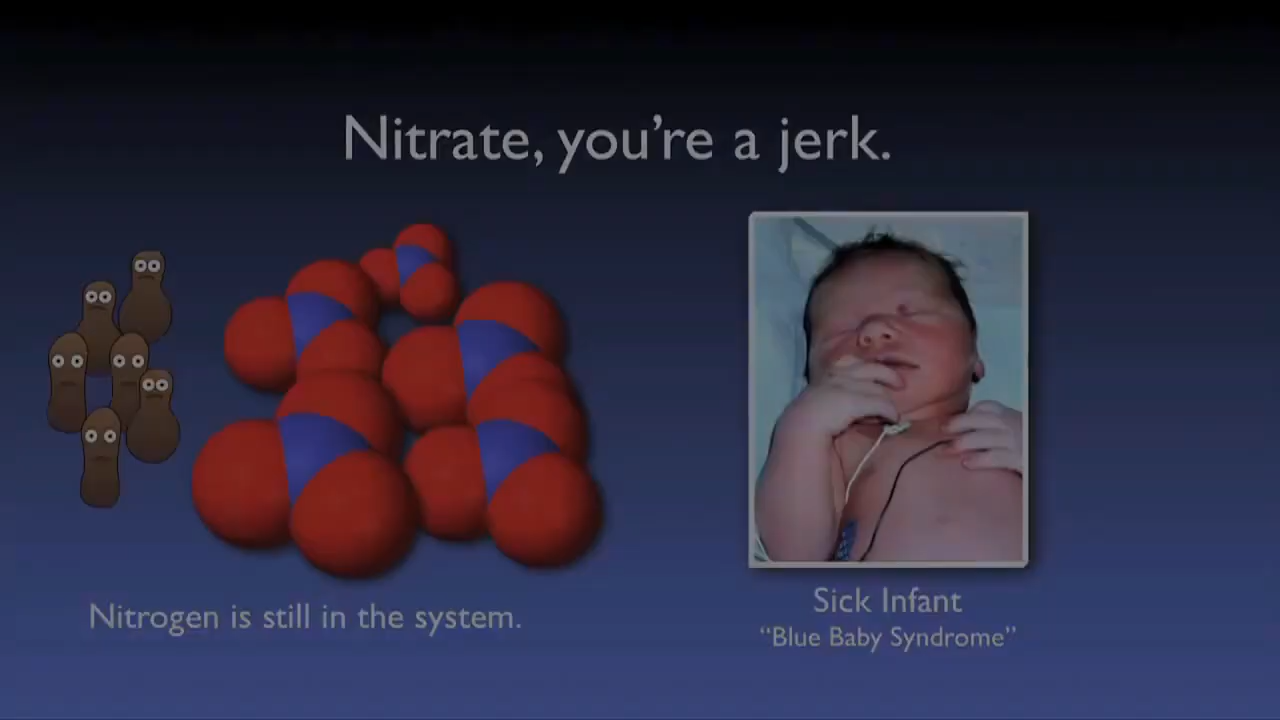 Nitrate, you’re a jerk.
Nitrogen is still in the system.
Sick Infant
“Blue Baby Syndrome”